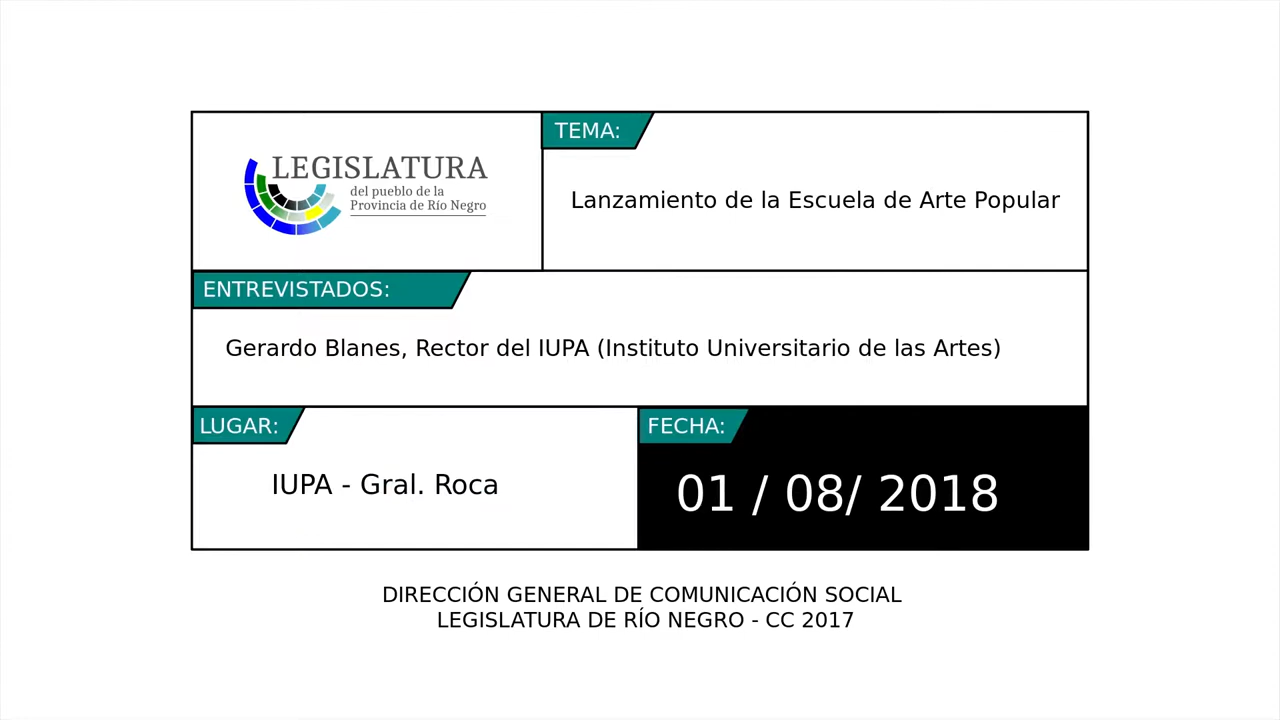 LEGISLATURA
del pueblo de la
Provincia de Río Negro
TEMA:
Lanzamiento de la Escuela de Arte Popular
ENTREVISTADOS:
Gerardo Blanes, Rector del IUPA (Instituto Universitario de las Artes)
LUGAR:
IUPA - Gral. Roca
FECHA:
01 / 08/ 2018
DIRECCIÓN GENERAL DE COMUNICACIÓN SOCIAL
LEGISLATURA DE RÍO NEGRO - CC 2017